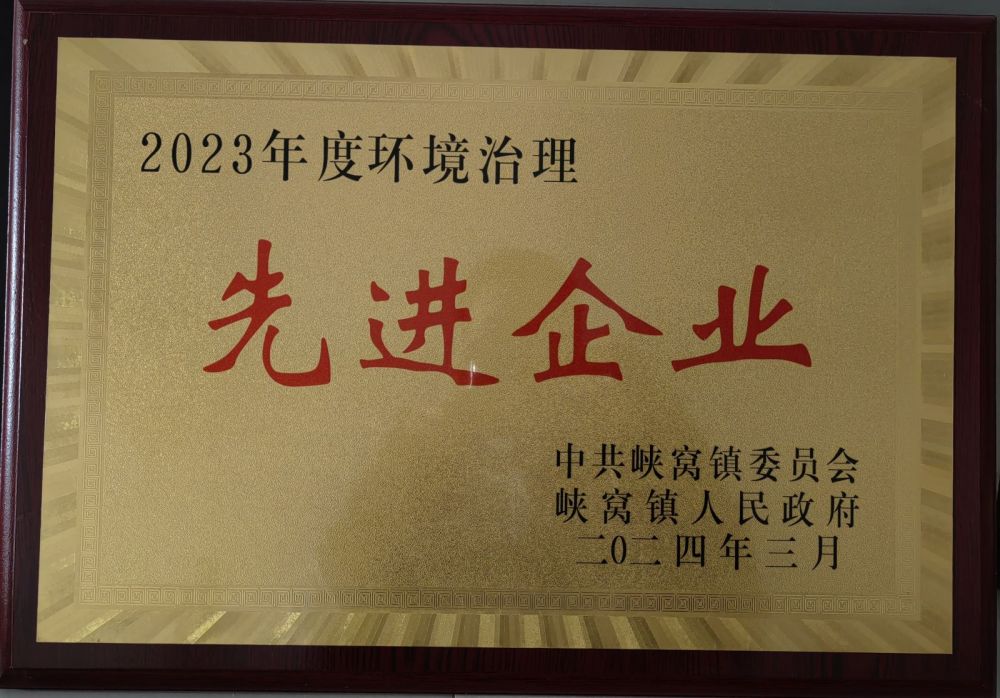 2023年度环境治理
先进企业
中共峡窝镇委员会
峡窝镇人民政府
二0二四年三月